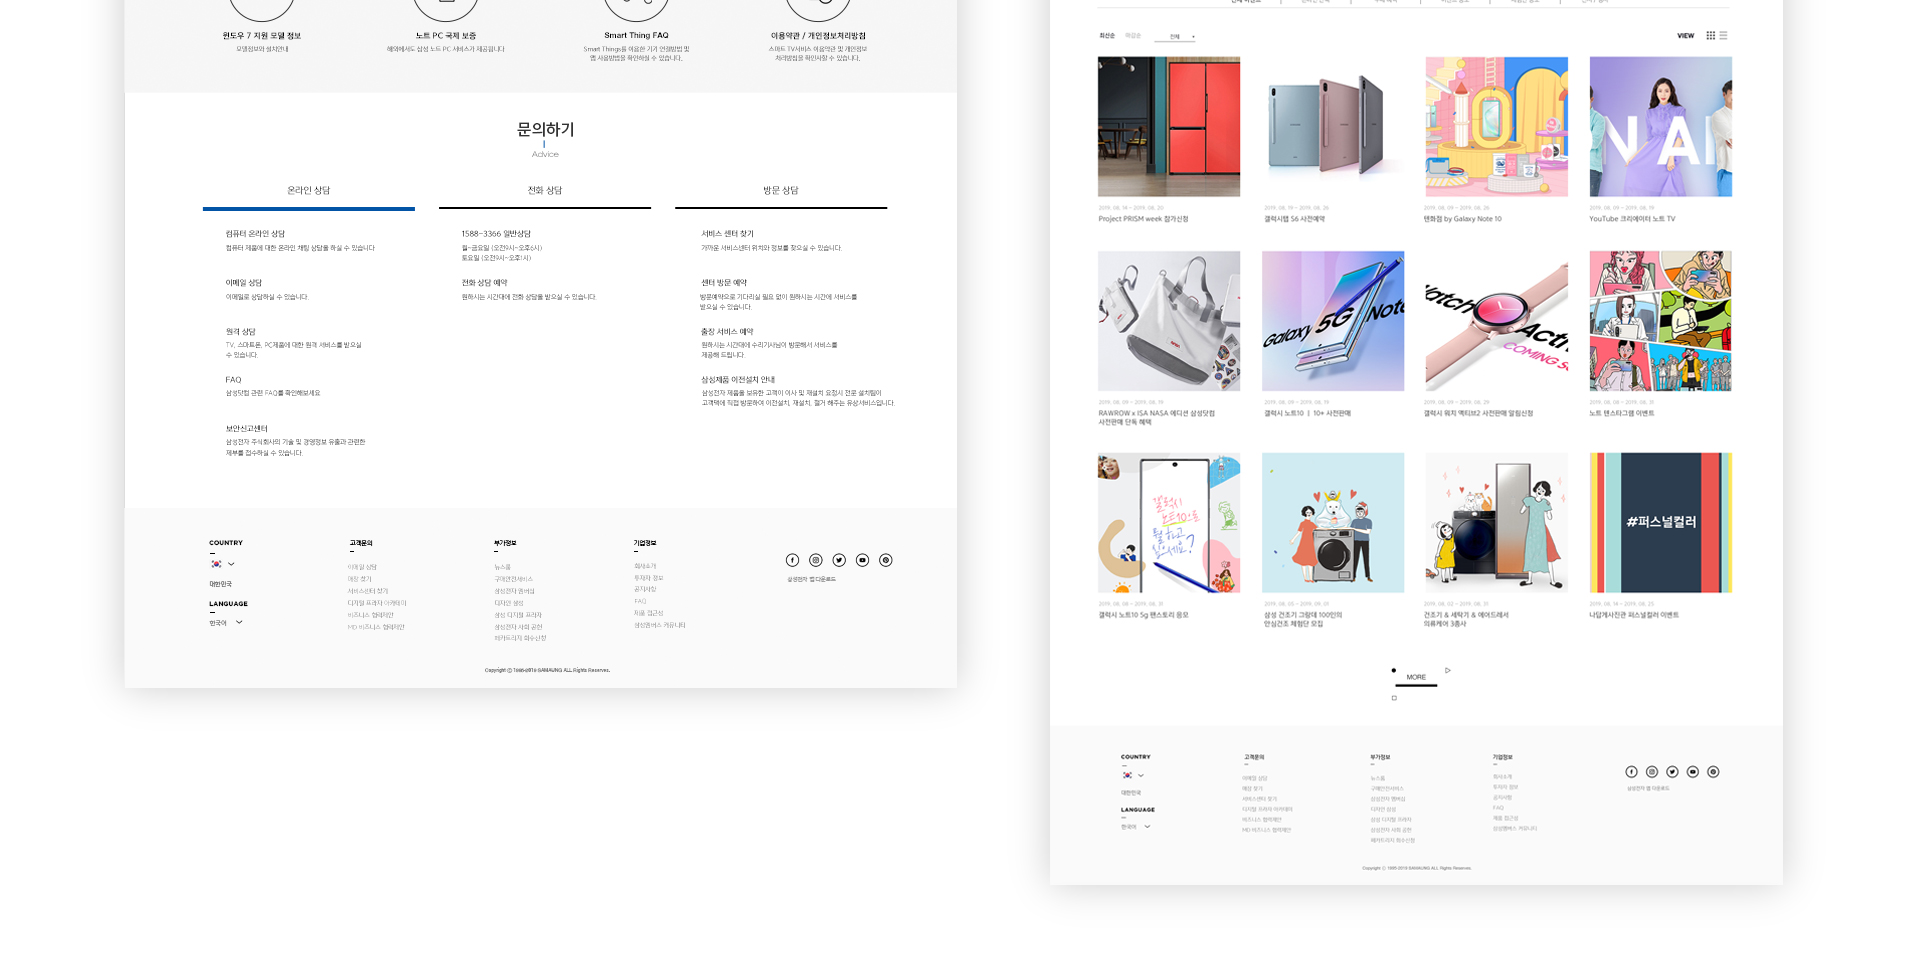 윈도우 7 지원 모델 정보
모델정보와 설치안내
노트 PC 국제 보증
해외에서도 삼성 노트 PC 서비스가 제공됩니다
Smart Thing FAQ
Smart Things를 이용한 기기 연결방법 및
앱 사용방법을 확인하실 수 있습니다.
이용약관 / 개인정보처리방침
스마트 TV서비스 이용약관 및 개인정보
처리방침을 확인하실 수 있습니다.
문의하기
Advice
온라인 상담
컴퓨터 온라인 상담
컴퓨터 제품에 대한 온라인 채팅 상담을 하실 수 있습니다
이메일 상담
이메일로 상담하실 수 있습니다.
원격 상담
TV, 스마트폰, PC제품에 대한 원격 서비스를 받으실
수 있습니다.
FAQ
삼성닷컴 관련 FAQ를 확인해보세요
보안신고센터
삼성전자 주식회사의 기술 및 경영정보 유출과 관련한
제부를 접수하실 수 있습니다.
전화 상담
1588-3366 일반상담
월~금요일 (오전9시~오후6시)
토요일 (오전9시~오후1시)
전화 상담 예약
원하시는 시간대에 전화 상담을 받으실 수 있습니다.
방문 상담
서비스 센터 찾기
가까운 서비스센터 위치와 정보를 찾으실 수 있습니다.
센터 방문 예약
방문예약으로 기다리실 필요 없이 원하시는 시간에 서비스를
받으실 수 있습니다.
출장 서비스 예약
원하시는 시간대에 수리기사님이 방문해서 서비스를
제공해 드립니다.
삼성제품 이전설치 안내
삼성전자 제품을 보유한 고객이 이사 및 재설치 요청시 전문 설치팀이
고객댁에 직접 방문하여 이전설치, 재설치, 철거 해주는 유상서비스입니다.
COUNTRY
대한민국
LANGUAGE
한국어
고객문의
이메일 상담
매장 찾기
서비스센터 찾기
디지털 프라자 아카데미
비즈니스 협력제안
MD 비즈니스 협력제안
부가정보
뉴스룸
구매안전서비스
삼성전자 멤버십
디자인 삼성
삼성 디지털 프라자
삼성전자 사회 공헌
폐카트리지 회수신청
기업정보
회사소개
투자자 정보
공지사항
FAQ
제품 접근성
삼성멤버스 커뮤니티
삼성전자 앱 다운로드
Copyright ⓒ 1995-2019 SAMAUNG ALL Rights Reserves.
최신순
마감순
전체
VIEW
N A
2019. 08. 14 ~ 2019. 08. 20
Project PRISM week 참가신청
2019. 08. 19 ~ 2019. 08. 26
갤럭시탭 S6 사전예약
2019. 08. 09 ~ 2019. 08. 26
덴화점 by Galaxy Note 10
2019. 08. 09 ~ 2019. 08. 19
YouTube 크리에이터 노트 TV
Galaxy 5G Note
Watch
Acti
COMING S
2019. 08. 09 ~ 2019. 08. 19
RAWROW x ISA NASA 에디션 삼성닷컴
사전판매 단독 혜택
갤럭시 노트10 ㅣ 10+ 사전판매
갤럭시 워치 액티브2 사전판매 알림신청
노트 댄스타그램 이벤트
갤럭시
노트10으로
뭘 하고
싶으세요?
#퍼스널컬러
2019. 08. 08 ~ 2019. 08. 31
갤럭시 노트10 5g 팬스토리 응모
삼성 건조기 그랑데 100인의
안심건조 체험단 모집
2019. 08. 03 ~ 2019. 08. 31
건조기 & 세탁기 & 에어드레서
의류케어 3종사
2019. 08. 14 ~ 2019. 08. 25
나답게사진관 퍼스널컬러 이벤트
MORE
COUNTRY
대한민국
LANGUAGE
한국어
고객문의
이메일 상담
매장 찾기
서비스센터 찾기
디지털 프라자 아카데미
비즈니스 협력제안
MD 비즈니스 협력제안
부가정보
뉴스룸
구매안전서비스
삼성전자 멤버십
디자인 삼성
삼성 디지털 프라자
삼성전자 사회 공헌
폐카트리지 회수신청
기업정보
회사소개
투자자 정보
공지사항
FAQ
제품 접근성
삼성멤버스 커뮤니티
삼성전자 앱 다운로드
Copyright ⓒ 1995-2019 SAMAUNG ALL Rights Reserves.